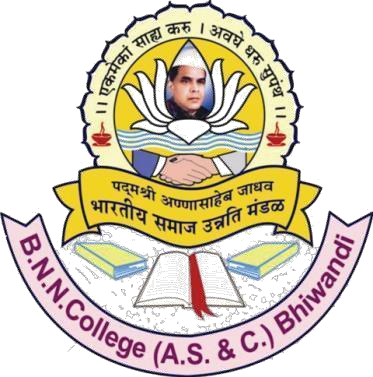 ।। एकमेकां साह्य करु । अवघे धरु सुपंथ ।।
पद्मश्री अण्णासाहेब जाधव
भारतीय समाज उन्नति मंडळ
B.N.N.College (A.S. & C.) Bhiwandi